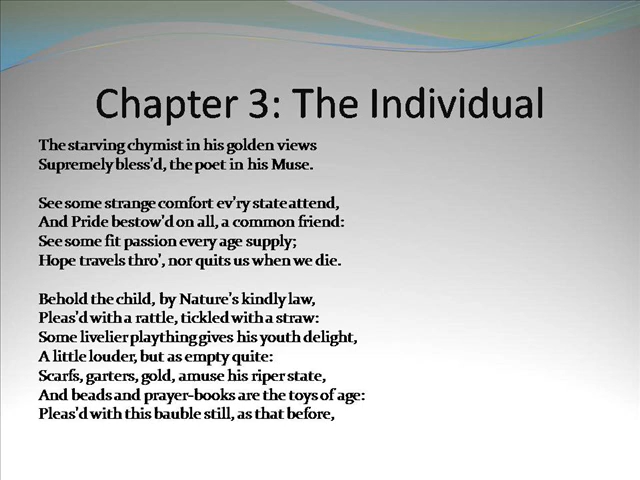 Chapter 3: The Individual
The starving chymist in his golden views
Supremely bless'd, the poet in his Muse.
See some strange comfort ev'ry state attend,
And Pride bestow'd on all, a common friend:
See some fit passion every age supply;
Hope travels thro', nor quits us when we die.
Behold the child, by Nature's kindly law,
Pleas'd with a rattle, tickled with a straw:
Some livelier plaything gives his youth delight,
A little louder, but as empty quite:
Scarfs, garters, gold, amuse his riper state,
And beads and prayer-books are the toys of age:
Pleas'd with this bauble still, as that before,